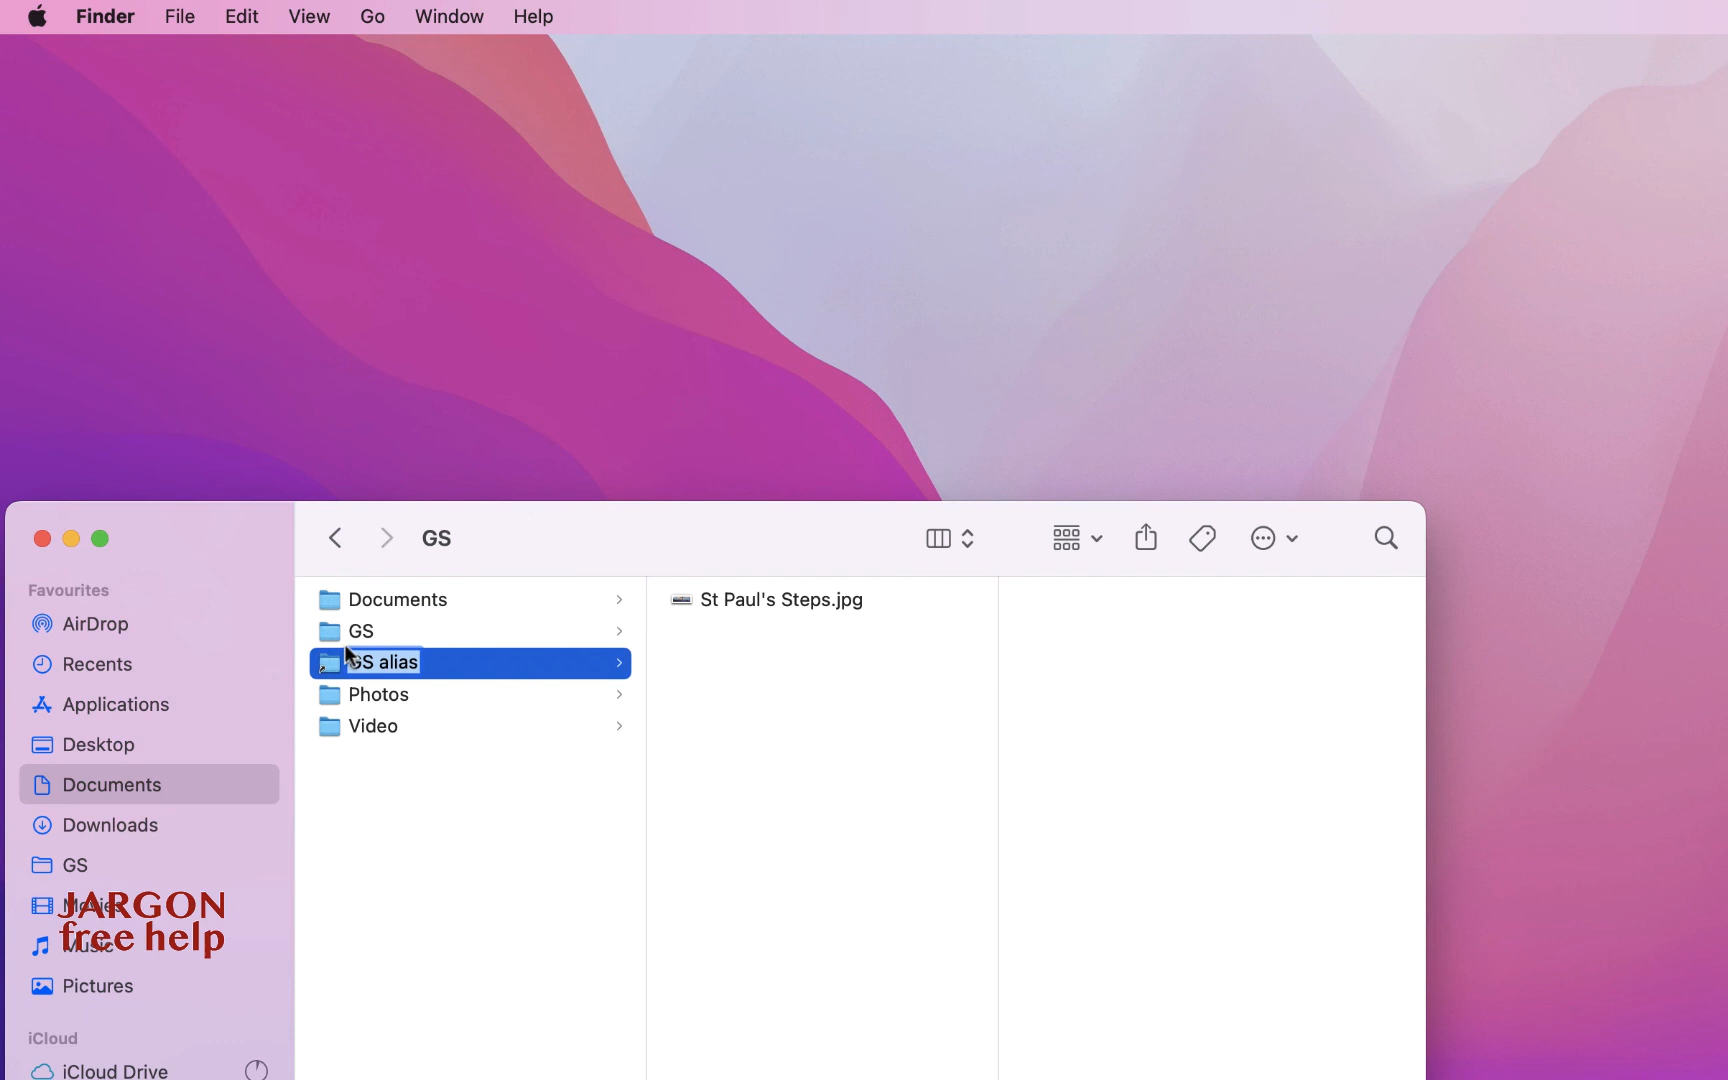 Finder File Edit View Go Window Help
GS
Favourites
AirDrop
Recents
Applications
Desktop
Documents
Downloads
GS
Movies
Music
Pictures
iCloud
iCloud Drive
JARGON
free help
Documents
GS
GS alias
Photos
Video
St Paul's Steps.jpg